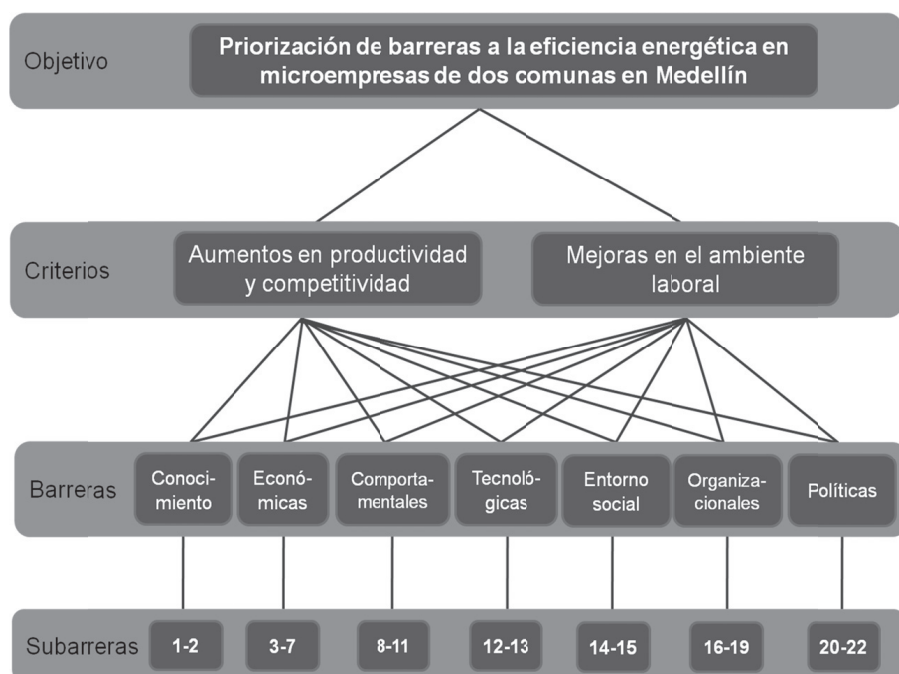 Objetivo
Priorización de barreras a la eficiencia energética en
microempresas de dos comunas en Medellín
Criterios
Aumentos en productividad
y competitividad
Mejoras en el ambiente
laboral
Barreras
Conoci-
miento
Econó-
micas
Comporta-
mentales
Tecnoló-
gicas
Entorno
social
Organiza-
cionales
Políticas
Subarreras
1-2
3-7
8-11
12-13
14-15
16-19
20-22